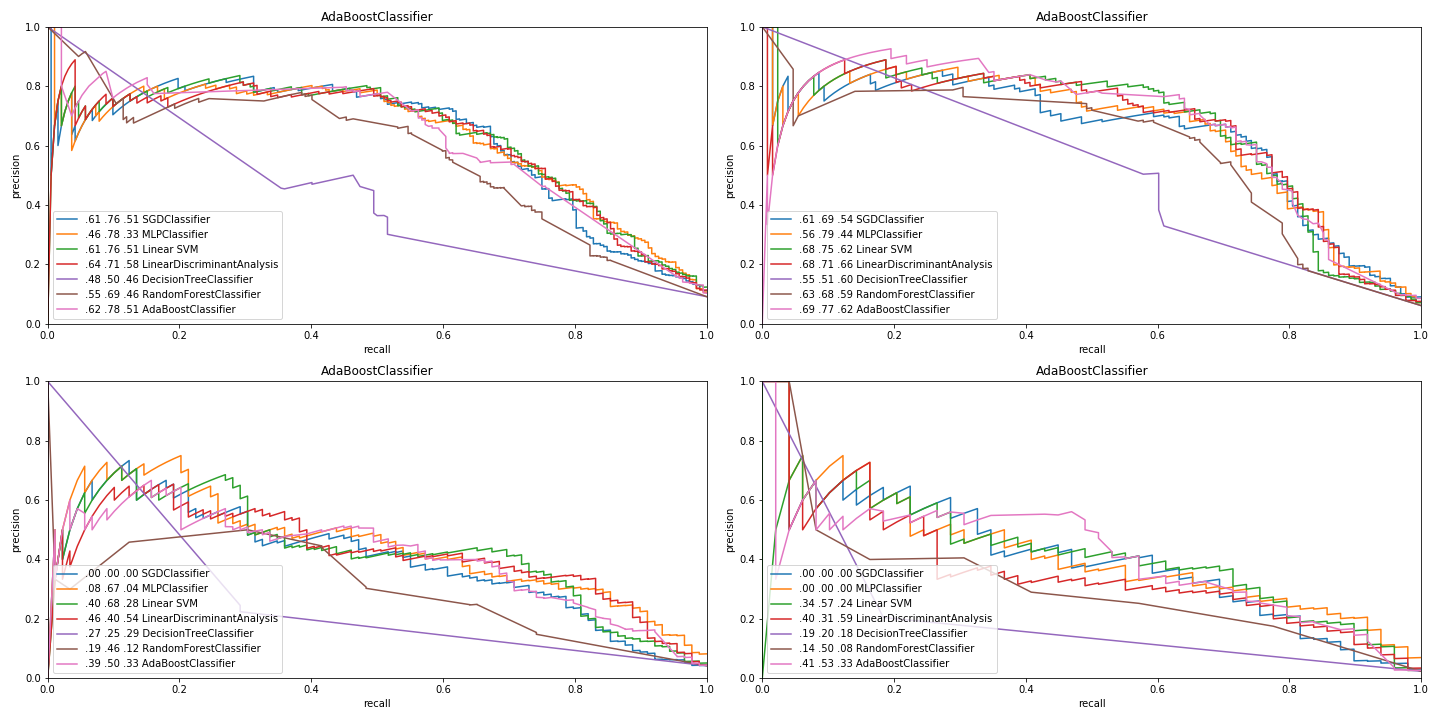 AdaBoostClassifier
1.0
0.8
0.6
0.4
0.2
0.0
precision
.61 .76 .51 SGDClassifier
.46 .78 .33 MLPClassifier
.61 .76 .51 Linear SVM
.64 .71 .58 LinearDiscriminantAnalysis
.48 .50 .46 DecisionTreeClassifier
.55 .69 .46 RandomForestClassifier
.62 .78 .51 AdaBoostClassifier
0.0 0.2 0.4 0.6 0.8 1.0
recall
AdaBoostClassifier
1.0
0.8
0.6
0.4
0.2
0.0
precision
.61 .69 .54 SGDClassifier
.56 .79 .44 MLPClassifier
.68 .75 .62 Linear SVM
.68 .71 .66 LinearDiscriminantAnalysis
.55 .51 .60 DecisionTreeClassifier
.63 .68 .59 RandomForestClassifier
.69 .77 .62 AdaBoostClassifier
0.0 0.2 0.4 0.6 0.8 1.0
recall
AdaBoostClassifier
1.0
0.8
0.6
0.4
0.2
0.0
precision
.00 .00 .00 SGDClassifier
.08 .67 .04 MLPClassifier
.40 .68 .28 Linear SVM
.46 .40 .54 LinearDiscriminantAnalysis
.27 .25 .29 DecisionTreeClassifier
.19 .46 .12 RandomForestClassifier
.39 .50 .33 AdaBoostClassifier
0.0 0.2 0.4 0.6 0.8 1.0
recall
AdaBoostClassifier
1.0
0.8
0.6
0.4
0.2
0.0
precision
.00 .00 .00 SGDClassifier
.00 .00 .00 MLPClassifier
.34 .57 .24 Linear SVM
.40 .31 .59 LinearDiscriminantAnalysis
.19 .20 .18 DecisionTreeClassifier
.14 .50 .08 RandomForestClassifier
.41 .53 .33 AdaBoostClassifier
0.0 0.2 0.4 0.6 0.8 1.0
recall